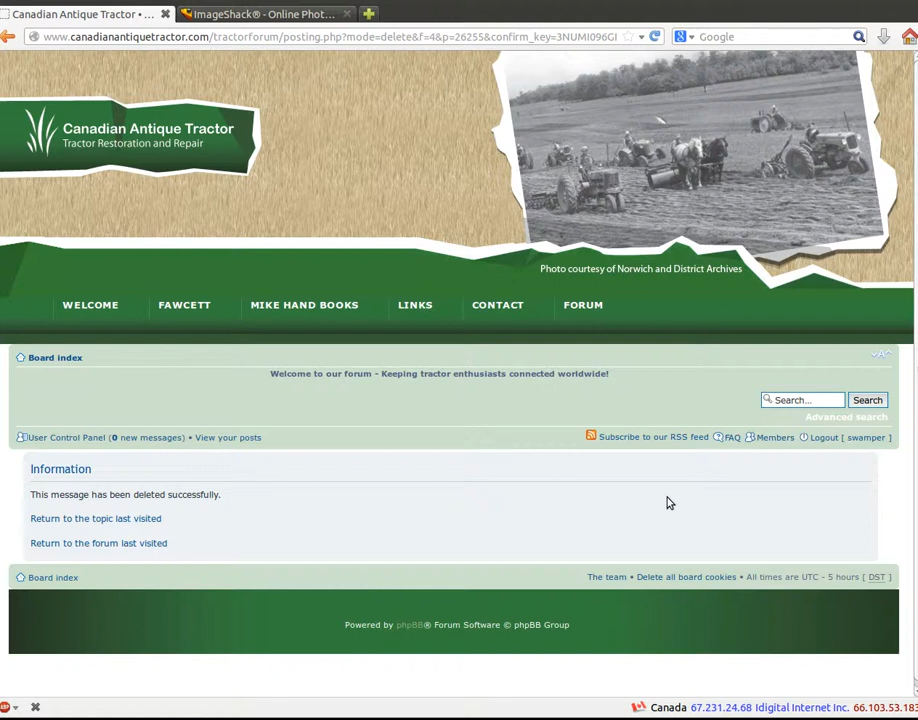 Canadian Antique Tractor • ...
ImageShack® - Online Phot...
www.canadianantiquetractor.com/tractorforum/posting.php?mode=delete&f=4&p=26255&confirm_key=3NUMI096GI
Google
Canadian Antique Tractor
Tractor Restoration and Repair
Photo courtesy of Norwich and District Archives
WELCOME FAWCETT MIKE HAND BOOKS LINKS CONTACT FORUM
Board index
Welcome to our forum - Keeping tractor enthusiasts connected worldwide!
Search... Search
Advanced search
User Control Panel (0 new messages) • View your posts
Subscribe to our RSS feed FAQ Members Logout [ swamper ]
Information
This message has been deleted successfully.
Return to the topic last visited
Return to the forum last visited
Board index
The team • Delete all board cookies • All times are UTC - 5 hours [ DST ]
Powered by phpBB® Forum Software © phpBB Group
Canada 67.231.24.68 Idigital Internet Inc. 66.103.53.183